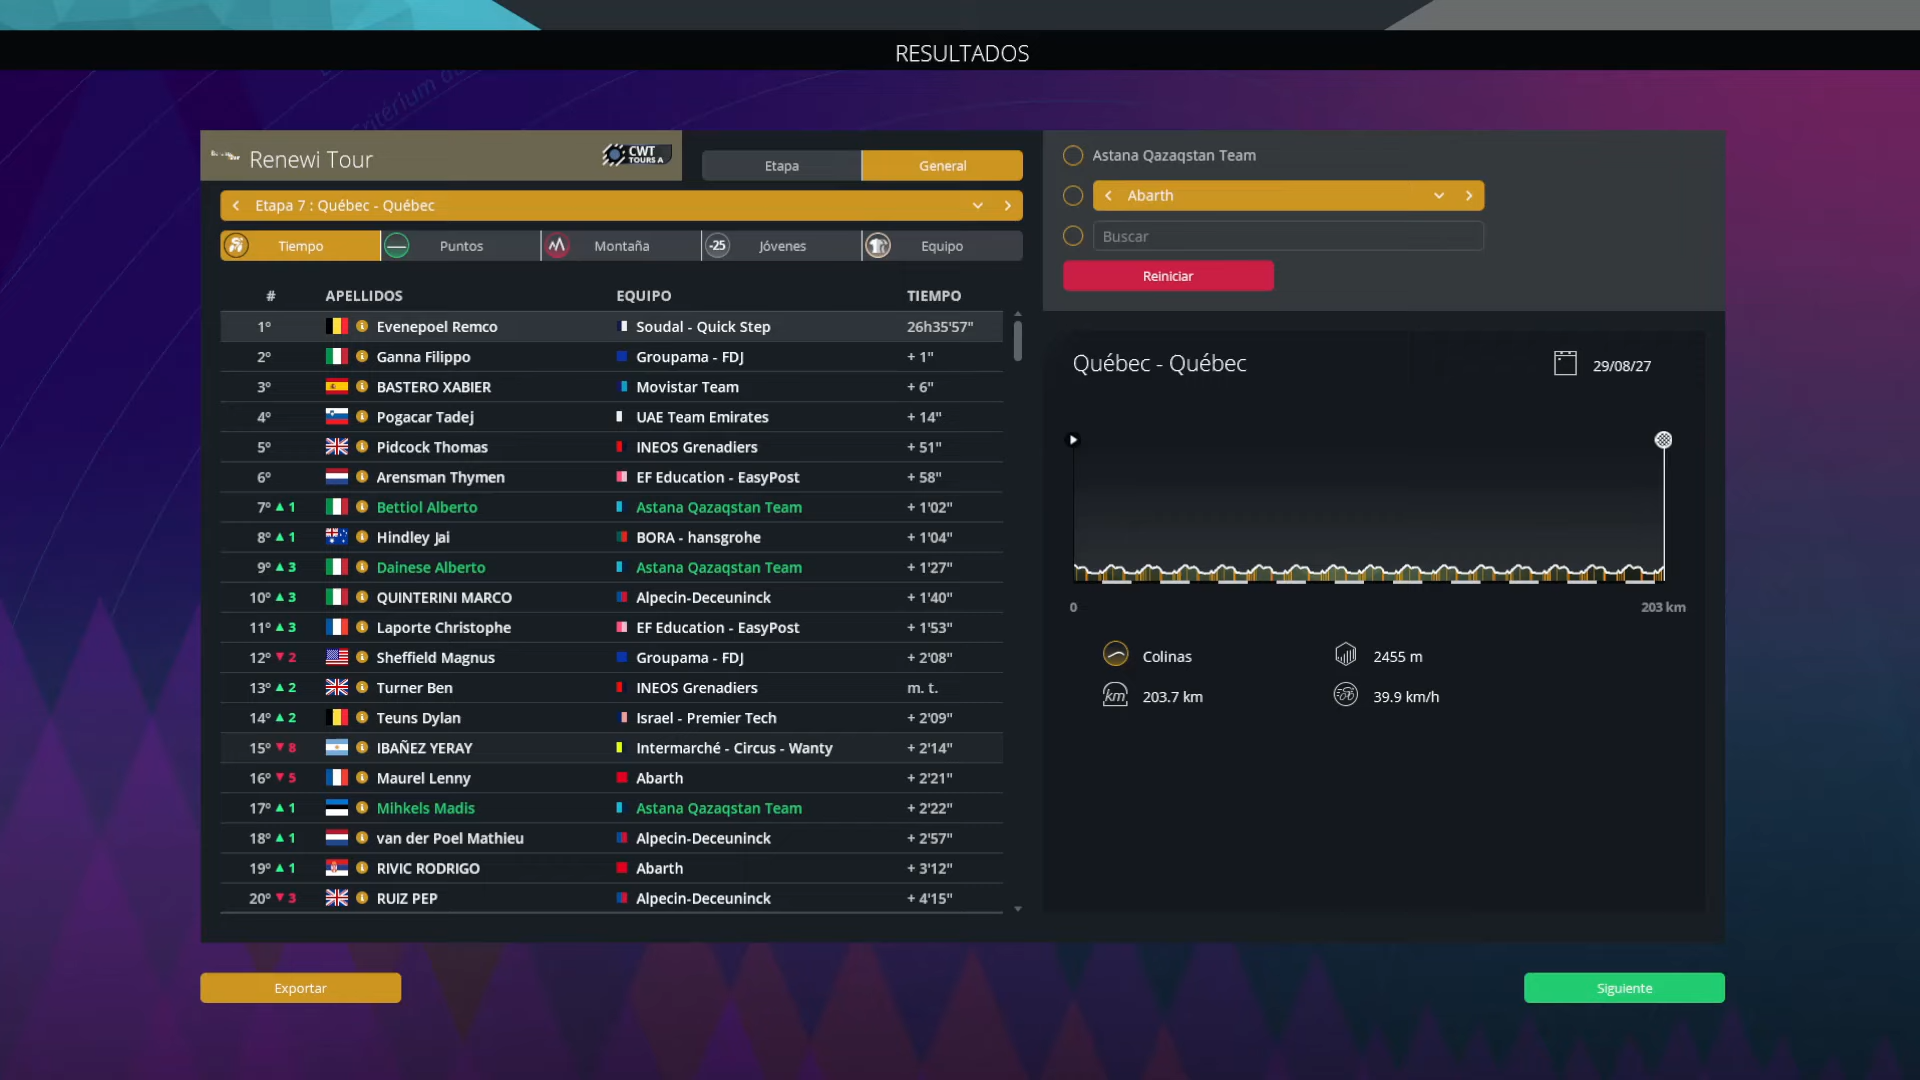 RESULTADOS
Renewi Tour
CWT
TOURS A
Etapa
General
Etapa 7 : Québec - Québec
Tiempo
Puntos
Montaña
-25
Jóvenes
Equipo
# APELLIDOS EQUIPO TIEMPO
1º Evenepoel Remco Soudal - Quick Step 26h35'57"
2º Ganna Filippo Groupama - FDJ + 1"
3º BASTERO XABIER Movistar Team + 6"
4º Pogacar Tadej UAE Team Emirates + 14"
5º Pidcock Thomas INEOS Grenadiers + 51"
6º Arensman Thymen EF Education - EasyPost + 58"
7º ▲ 1 Bettiol Alberto Astana Qazaqstan Team + 1'02"
8º ▲ 1 Hindley Jai BORA - hansgrohe + 1'04"
9º ▲ 3 Dainese Alberto Astana Qazaqstan Team + 1'27"
10º ▲ 3 QUINTERINI MARCO Alpecin-Deceuninck + 1'40"
11º ▲ 3 Laporte Christophe EF Education - EasyPost + 1'53"
12º ▼ 2 Sheffield Magnus Groupama - FDJ + 2'08"
13º ▲ 2 Turner Ben INEOS Grenadiers m. t.
14º ▲ 2 Teuns Dylan Israel - Premier Tech + 2'09"
15º ▼ 8 IBAÑEZ YERAY Intermarché - Circus - Wanty + 2'14"
16º ▼ 5 Maurel Lenny Abarth + 2'21"
17º ▲ 1 Mihkels Madis Astana Qazaqstan Team + 2'22"
18º ▲ 1 van der Poel Mathieu Alpecin-Deceuninck + 2'57"
19º ▲ 1 RIVIC RODRIGO Abarth + 3'12"
20º ▼ 3 RUIZ PEP Alpecin-Deceuninck + 4'15"
Astana Qazaqstan Team
Abarth
Buscar
Reiniciar
Québec - Québec
29/08/27
0
203 km
Colinas
2455 m
km
203.7 km
39.9 km/h
Exportar
Siguiente